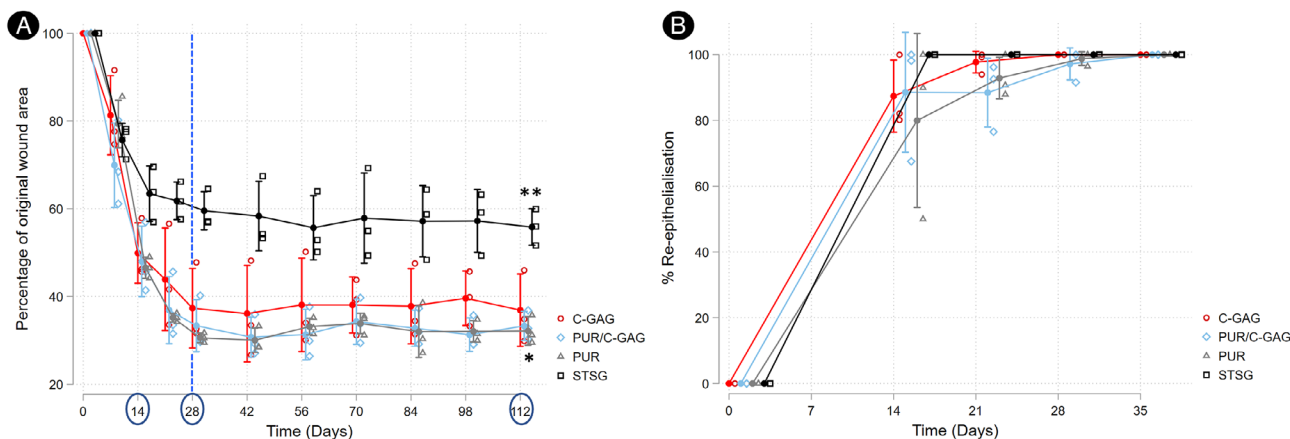 A
Percentage of original wound area
100
80
60
40
20
**
*
0 14 28 42 56 70 84 98 112
Time (Days)
C-GAG
PUR/C-GAG
PUR
STSG
B
% Re-epithelialisation
100
80
60
40
20
0
0 7 14 21 28 35
Time (Days)
C-GAG
PUR/C-GAG
PUR
STSG